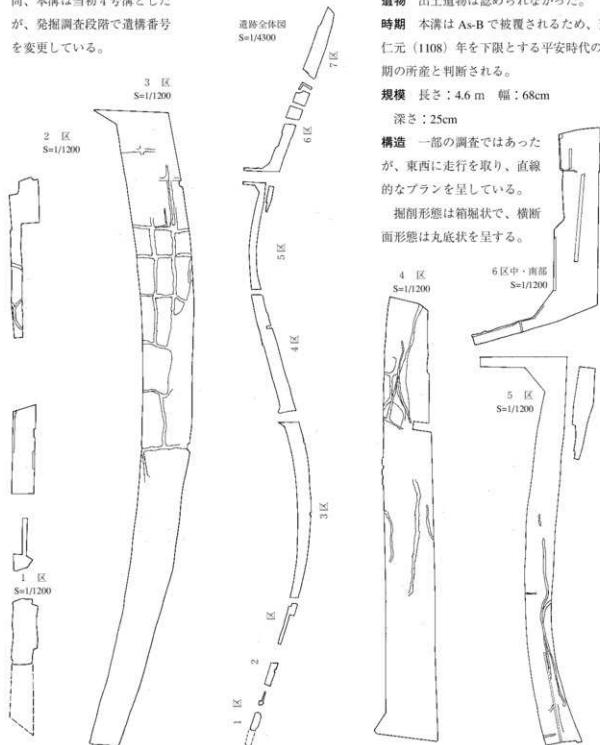 尚、本溝は当初4号溝とした
が、発掘調査段階で遺構番号
を変更している。
遺物 出土遺物は認められなかった。
時期 本溝は As-B で被覆されるため、
仁元（1108）年を下限とする平安時代の
期の所産と判断される。
規模 長さ：4.6 m 幅：68cm
深さ：25cm
構造 一部の調査ではあった
が、東西に走行を取り、直線
的なプランを呈している。
掘削形態は箱堀状で、横断
面形態は丸底状を呈する。
遺跡全体図
S=1/4300
7区
6区
5区
4区
3区
区
2
1 区
3 区
S=1/1200
2 区
S=1/1200
1 区
S=1/1200
4 区
S=1/1200
6区中・南部
S=1/1200
5 区
S=1/1200